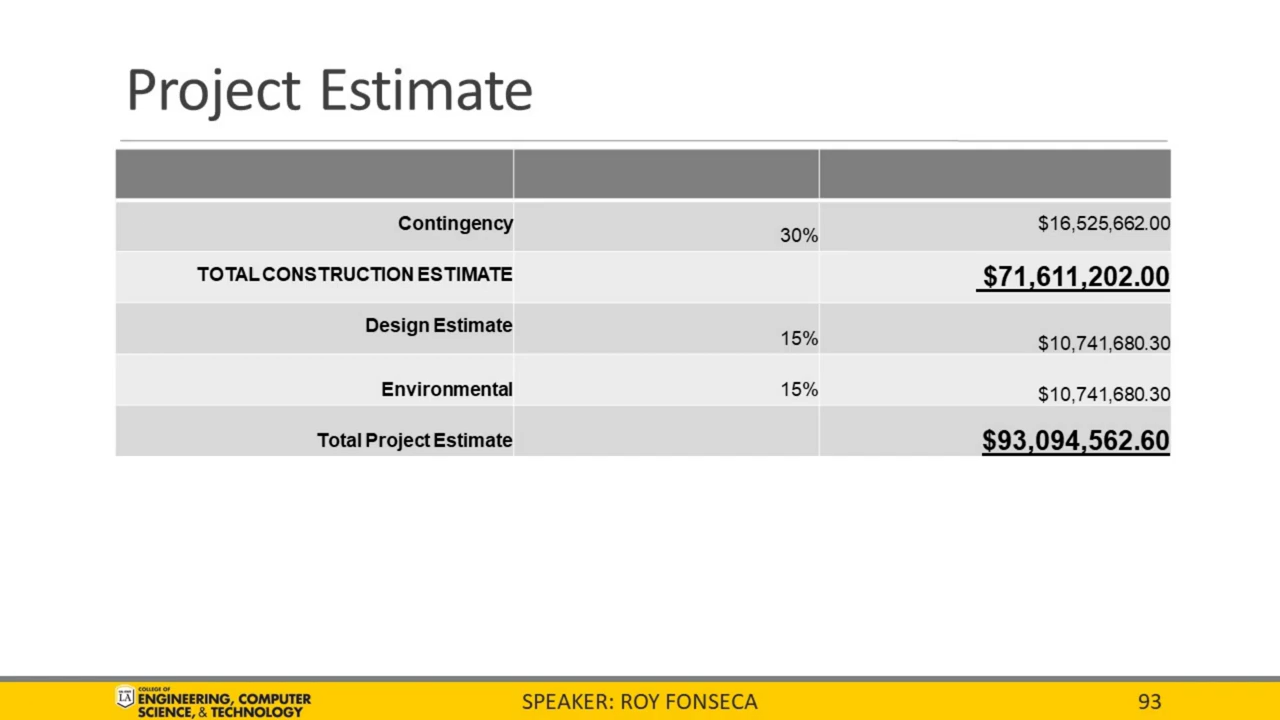 Project Estimate
Contingency 30% $16,525,662.00
TOTAL CONSTRUCTION ESTIMATE $71,611,202.00
Design Estimate 15% $10,741,680.30
Environmental 15% $10,741,680.30
Total Project Estimate $93,094,562.60
LA
COLLEGE OF
ENGINEERING, COMPUTER
SCIENCE, & TECHNOLOGY
SPEAKER: ROY FONSECA
93